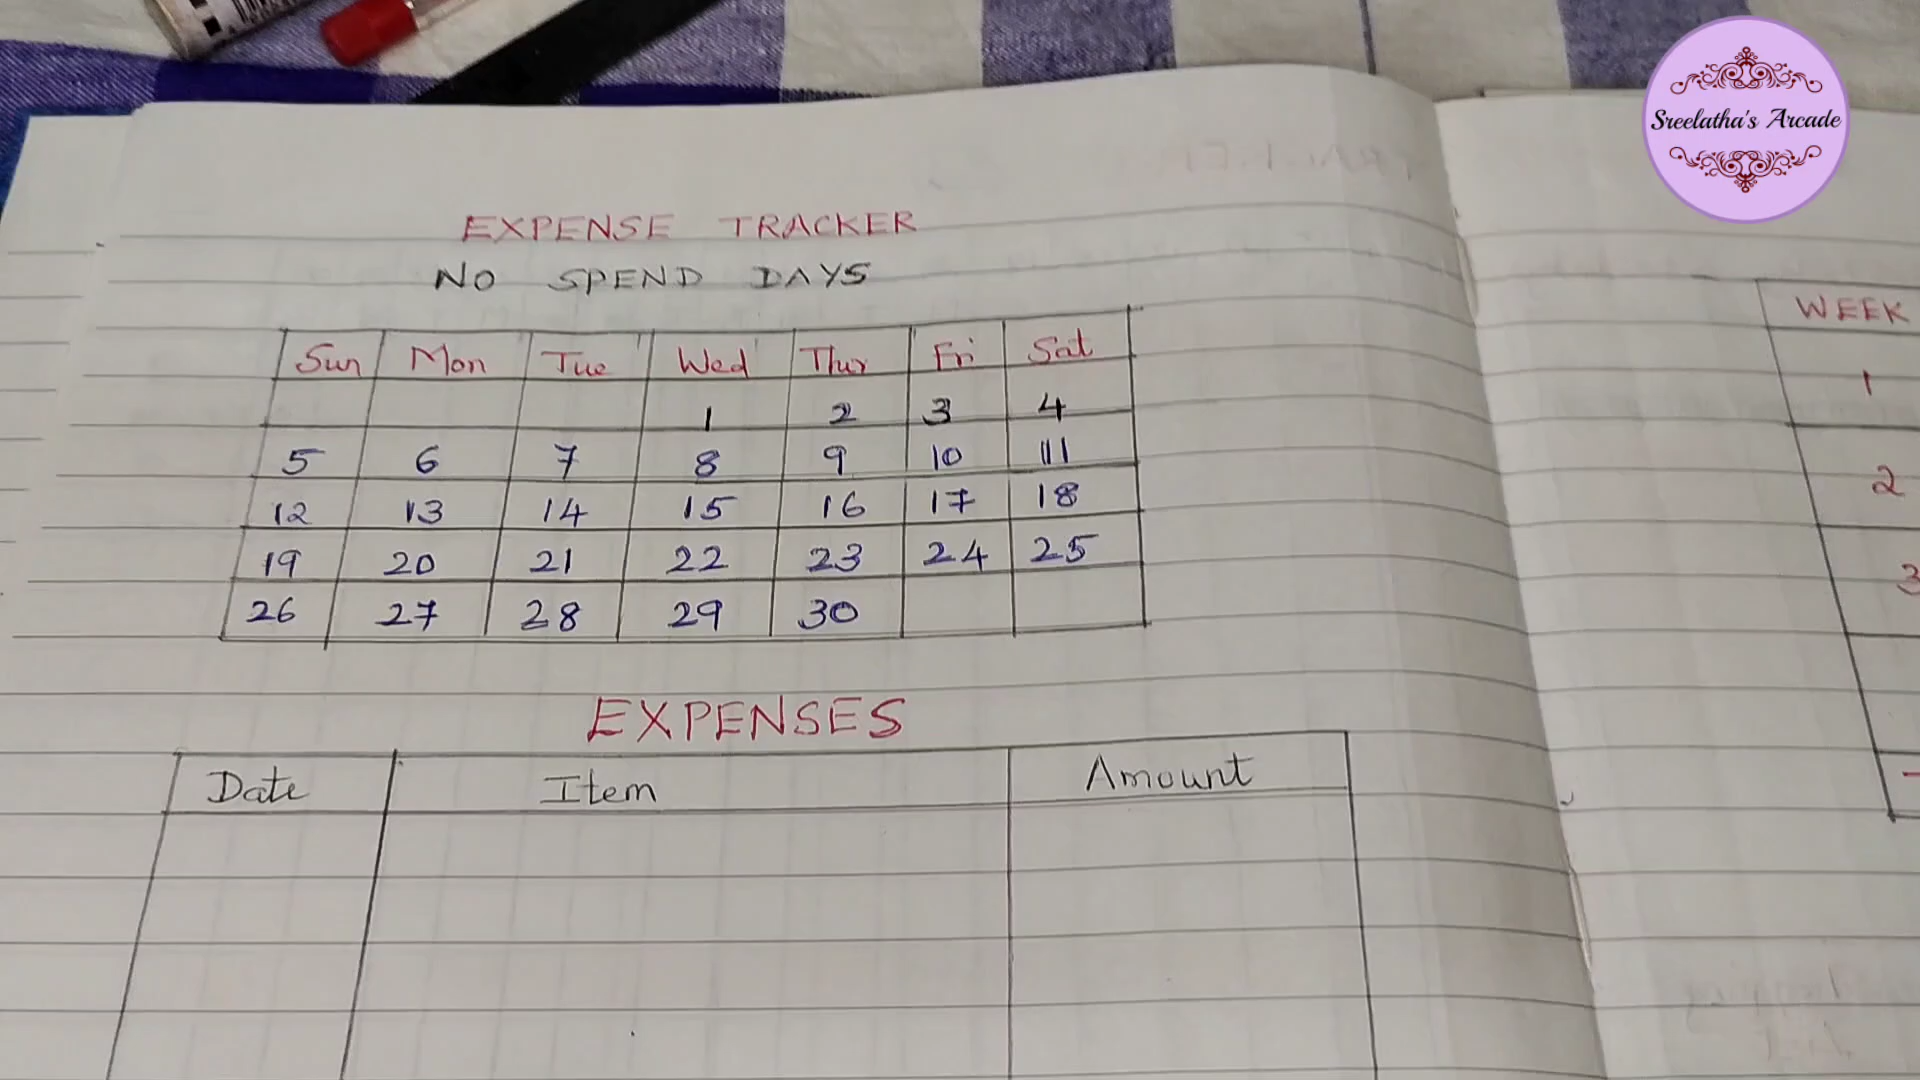 Sreelatha's Arcade
EXPENSE TRACKER
NO SPEND DAYS
Sun Mon Tue Wed Thur Fri Sat
1 2 3 4
5 6 7 8 9 10 11
12 13 14 15 16 17 18
19 20 21 22 23 24 25
26 27 28 29 30
EXPENSES
Date Item Amount
WEEK
1
2
3